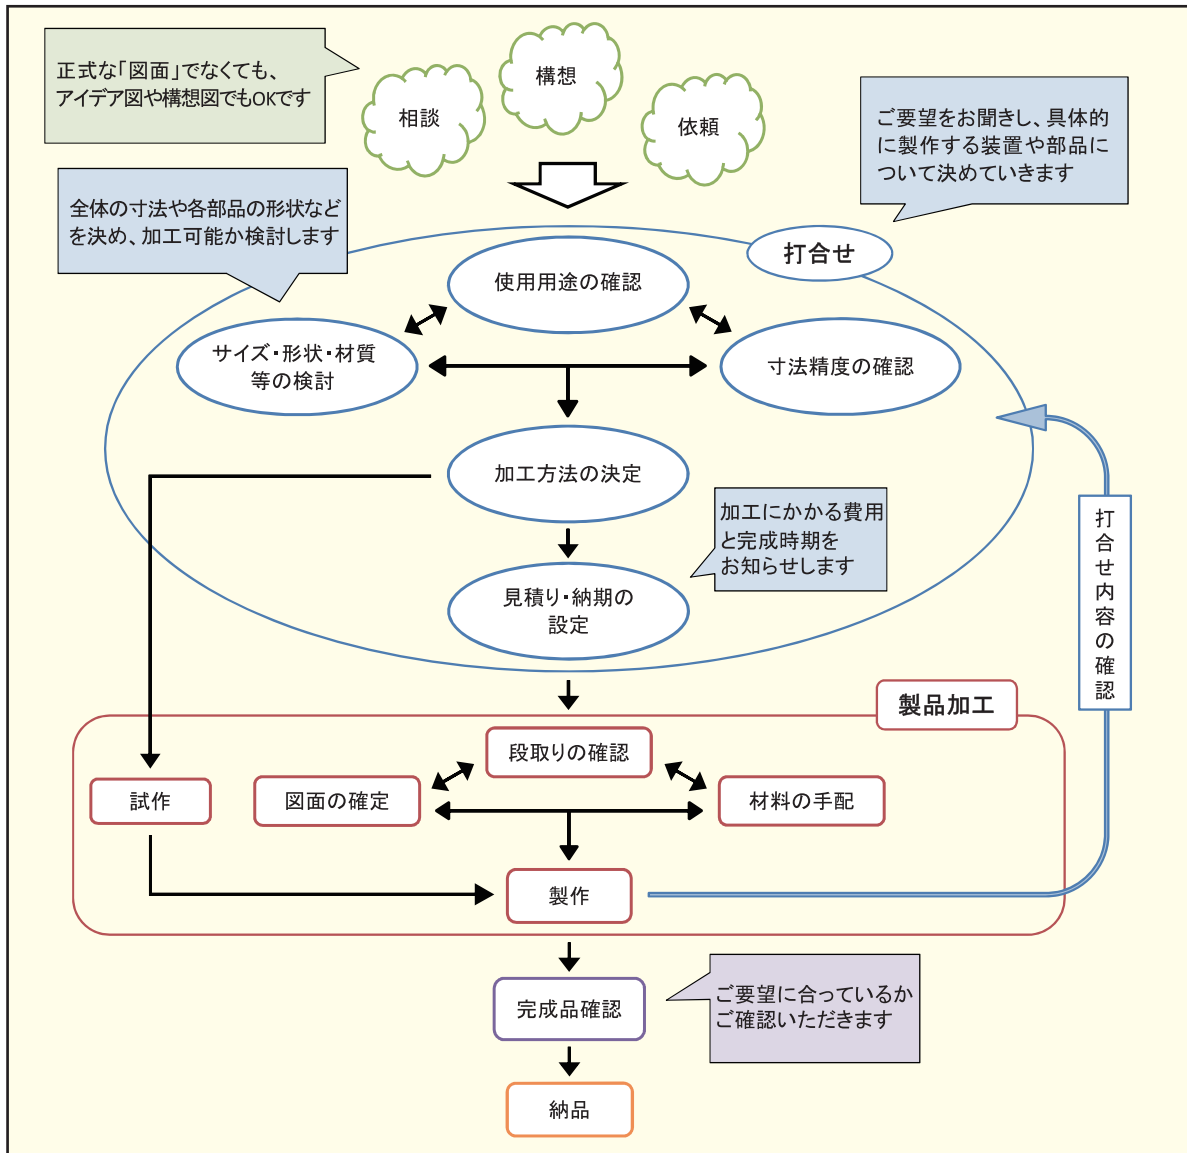 正式な「図面」でなくても、
アイデア図や構想図でもOKです
相談
構想
依頼
ご要望をお聞きし、具体的
に製作する装置や部品に
ついて決めていきます
全体の寸法や各部品の形状など
を決め、加工可能か検討します
打合せ
使用用途の確認
サイズ・形状・材質
等の検討
寸法精度の確認
加工方法の決定
加工にかかる費用
と完成時期を
お知らせします
見積り・納期の
設定
打合せ内容の確認
製品加工
段取りの確認
試作
図面の確定
材料の手配
製作
完成品確認
ご要望に合っているか
ご確認いただきます
納品